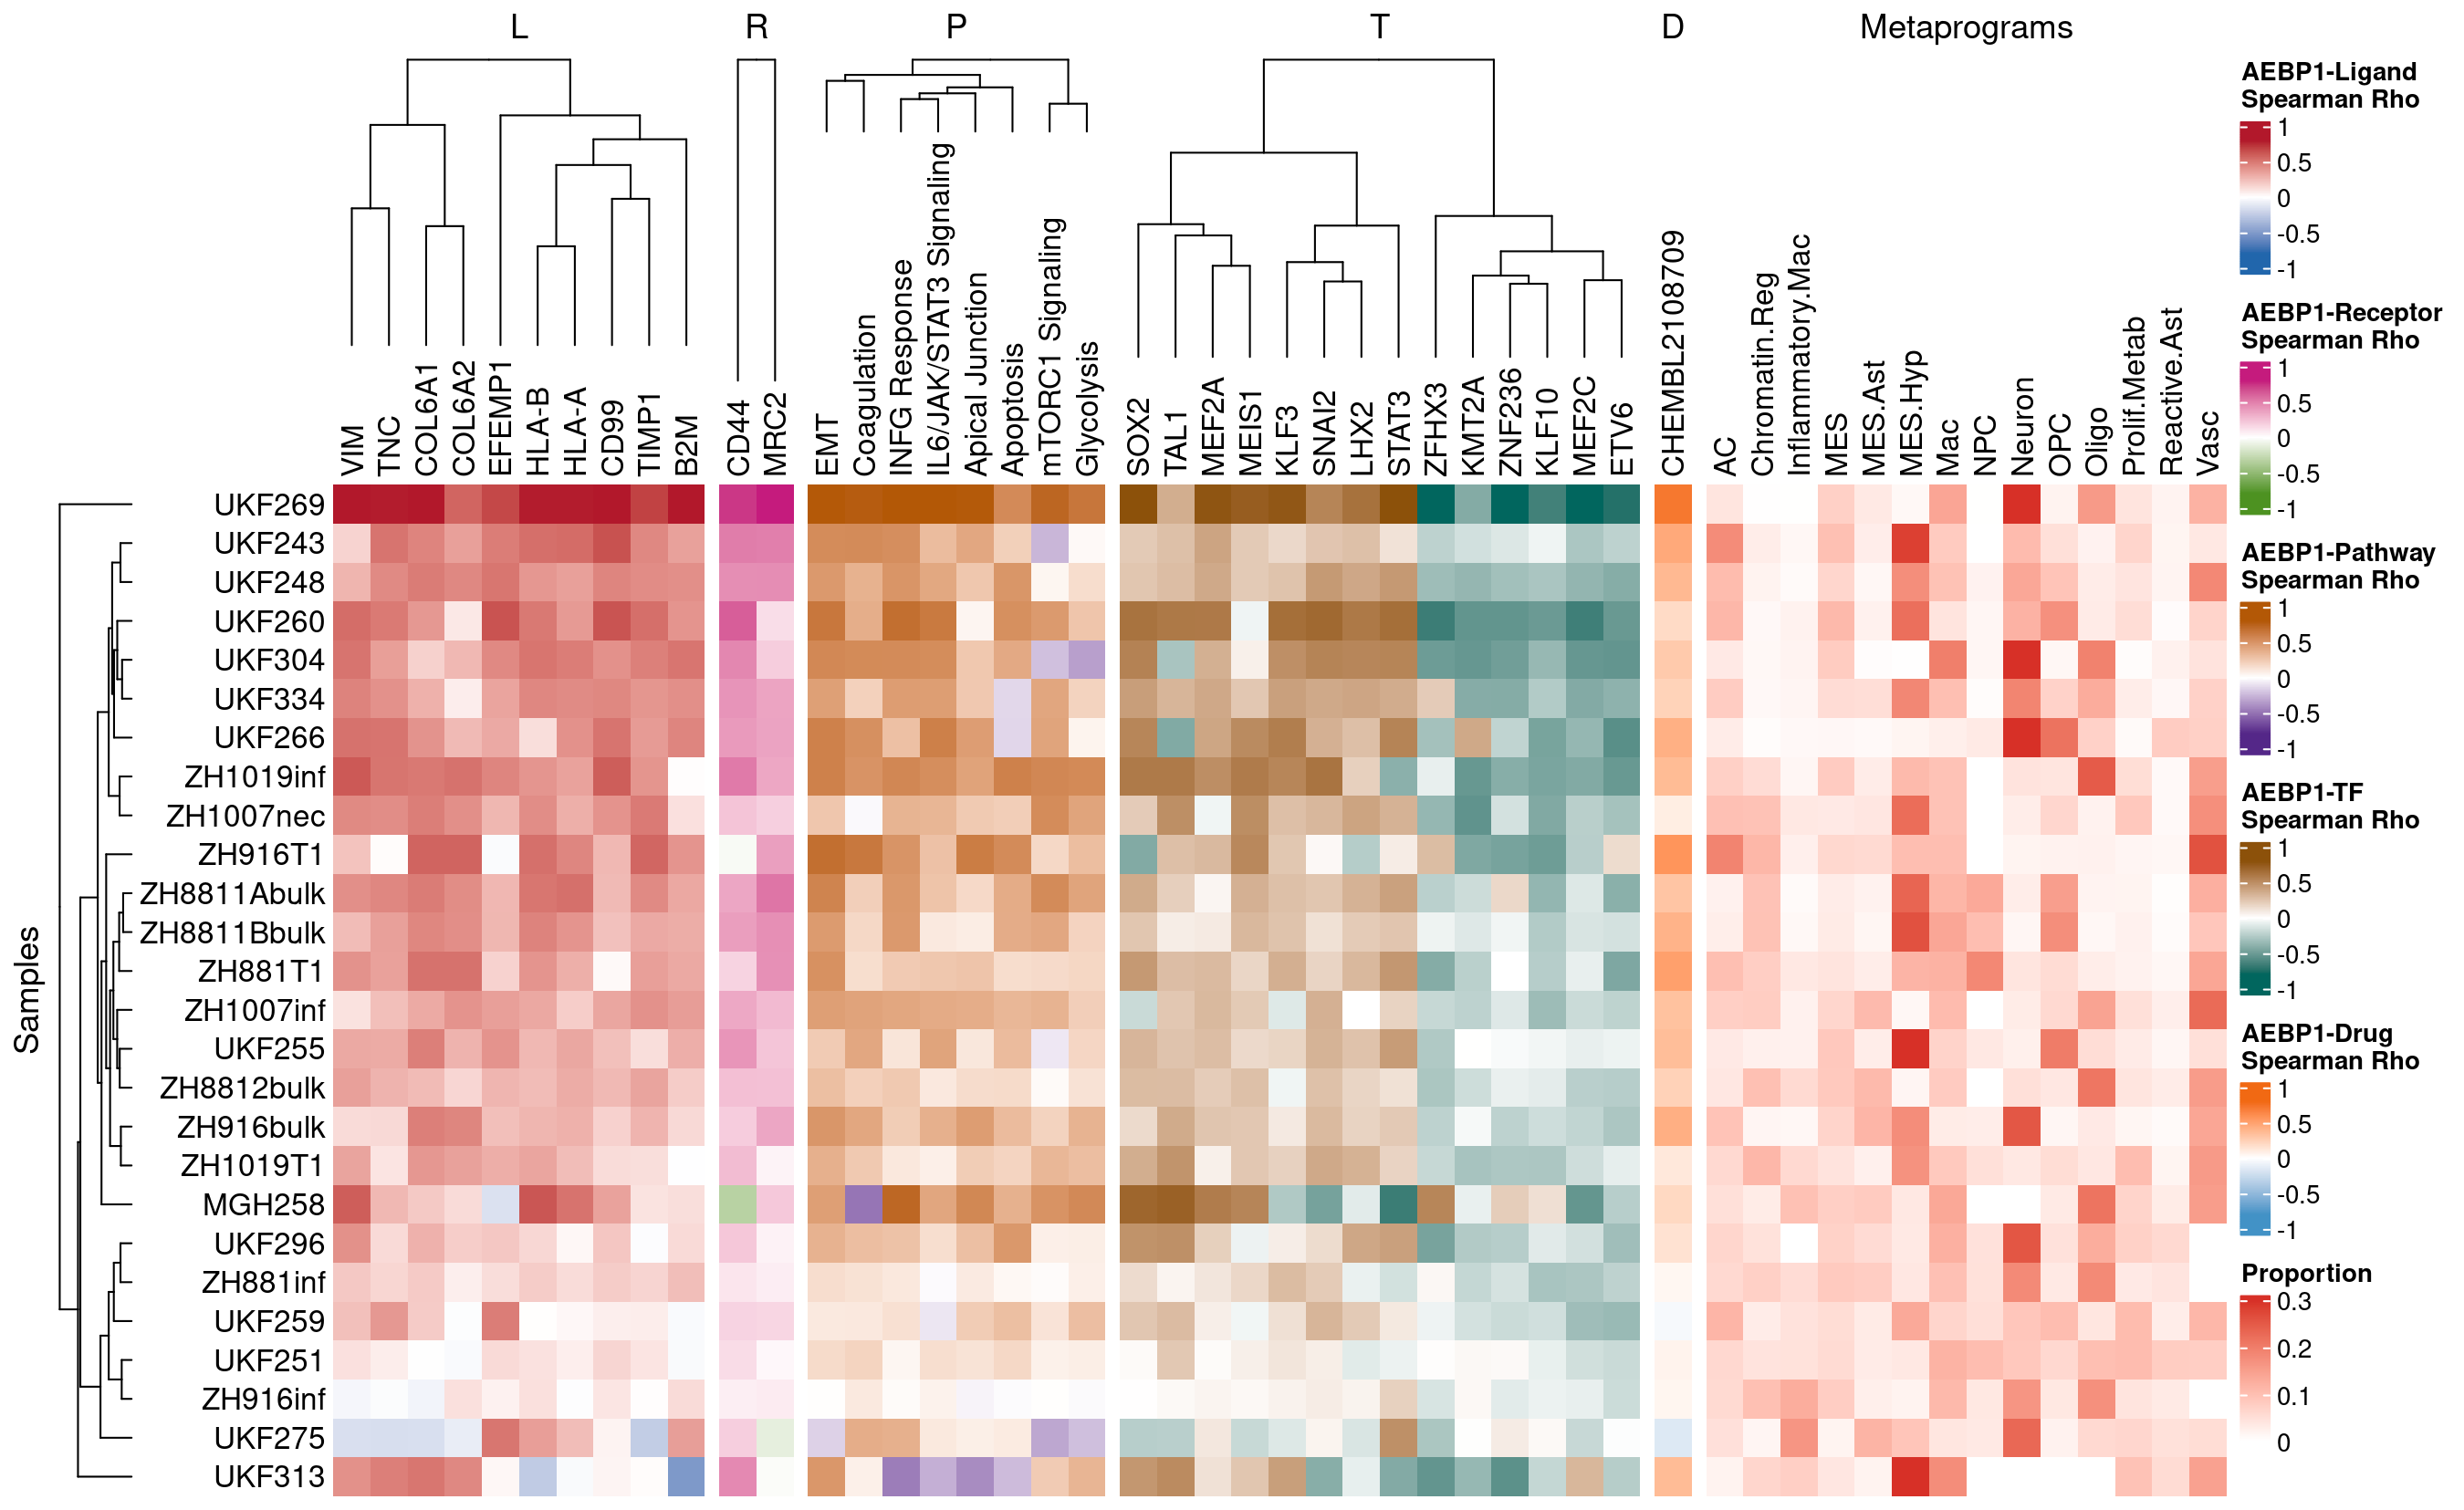 L R P T D Metaprograms
VIM TNC COL6A1 COL6A2 EFEMP1 HLA-B HLA-A CD99 TIMP1 B2M
CD44 MRC2
EMT Coagulation INFG Response IL6/JAK/STAT3 Signaling Apical Junction Apoptosis mTORC1 Signaling Glycolysis
SOX2 TAL1 MEF2A MEIS1 KLF3 SNAI2 LHX2 STAT3 ZFHX3 KMT2A ZNF236 KLF10 MEF2C ETV6
CHEMBL2108709
AC Chromatin.Reg Inflammatory.Mac MES MES.Ast MES.Hyp Mac NPC Neuron OPC Oligo Prolif.Metab Reactive.Ast Vasc
Samples
UKF269
UKF243
UKF248
UKF260
UKF304
UKF334
UKF266
ZH1019inf
ZH1007nec
ZH916T1
ZH8811Abulk
ZH8811Bbulk
ZH881T1
ZH1007inf
UKF255
ZH8812bulk
ZH916bulk
ZH1019T1
MGH258
UKF296
ZH881inf
UKF259
UKF251
ZH916inf
UKF275
UKF313
AEBP1-Ligand
Spearman Rho
1
0.5
0
-0.5
-1
AEBP1-Receptor
Spearman Rho
1
0.5
0
-0.5
-1
AEBP1-Pathway
Spearman Rho
1
0.5
0
-0.5
-1
AEBP1-TF
Spearman Rho
1
0.5
0
-0.5
-1
AEBP1-Drug
Spearman Rho
1
0.5
0
-0.5
-1
Proportion
0.3
0.2
0.1
0